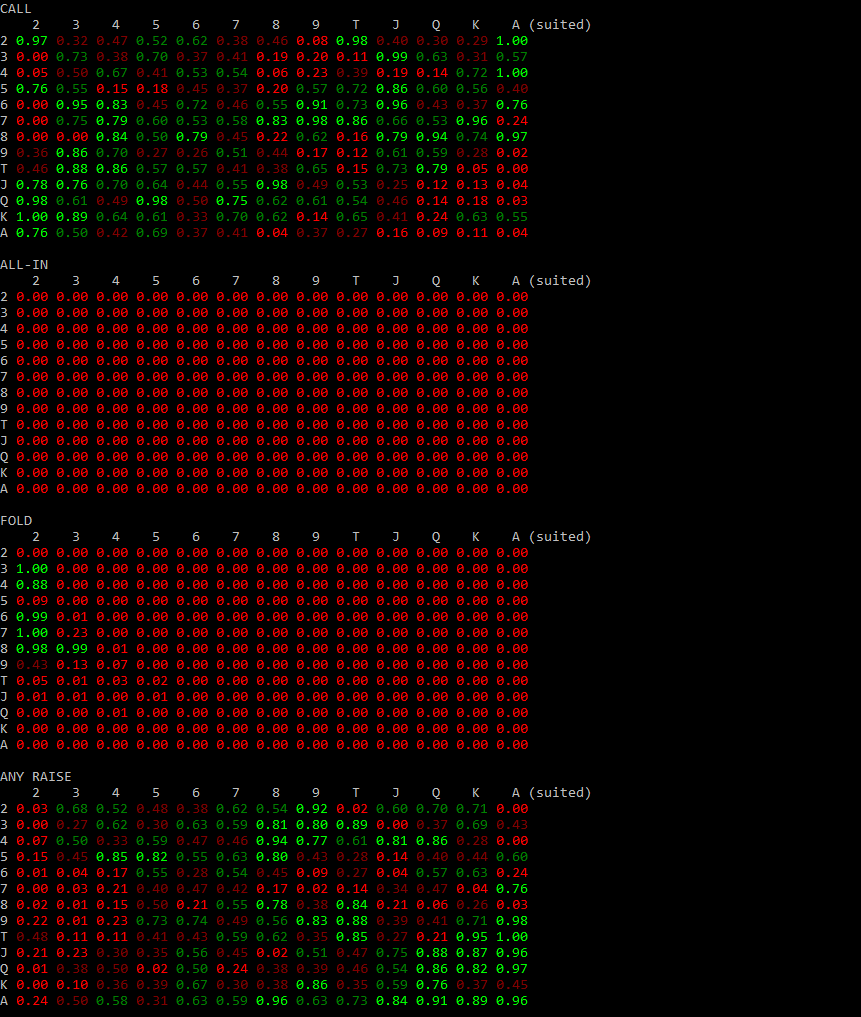 CALL
2 3 4 5 6 7 8 9 T J Q K A (suited)
2 0.97 0.32 0.47 0.52 0.62 0.38 0.46 0.08 0.98 0.40 0.30 0.29 1.00
3 0.00 0.73 0.38 0.70 0.37 0.41 0.19 0.20 0.11 0.99 0.63 0.31 0.57
4 0.05 0.50 0.67 0.41 0.53 0.54 0.06 0.23 0.39 0.19 0.14 0.72 1.00
5 0.76 0.55 0.15 0.18 0.45 0.37 0.20 0.57 0.72 0.86 0.60 0.56 0.40
6 0.00 0.95 0.83 0.45 0.72 0.46 0.55 0.91 0.73 0.96 0.43 0.37 0.76
7 0.00 0.75 0.79 0.60 0.53 0.58 0.83 0.98 0.86 0.66 0.53 0.96 0.24
8 0.00 0.00 0.84 0.50 0.79 0.45 0.22 0.62 0.16 0.79 0.94 0.74 0.97
9 0.36 0.86 0.70 0.27 0.26 0.51 0.44 0.17 0.12 0.61 0.59 0.28 0.02
T 0.46 0.88 0.86 0.57 0.57 0.41 0.38 0.65 0.15 0.73 0.79 0.05 0.00
J 0.78 0.76 0.70 0.64 0.44 0.55 0.98 0.49 0.53 0.25 0.12 0.13 0.04
Q 0.98 0.61 0.49 0.98 0.50 0.75 0.62 0.61 0.54 0.46 0.14 0.18 0.03
K 1.00 0.89 0.64 0.61 0.33 0.70 0.62 0.14 0.65 0.41 0.24 0.63 0.55
A 0.76 0.50 0.42 0.69 0.37 0.41 0.04 0.37 0.27 0.16 0.09 0.11 0.04
ALL-IN
2 3 4 5 6 7 8 9 T J Q K A (suited)
2 0.00 0.00 0.00 0.00 0.00 0.00 0.00 0.00 0.00 0.00 0.00 0.00 0.00
3 0.00 0.00 0.00 0.00 0.00 0.00 0.00 0.00 0.00 0.00 0.00 0.00 0.00
4 0.00 0.00 0.00 0.00 0.00 0.00 0.00 0.00 0.00 0.00 0.00 0.00 0.00
5 0.00 0.00 0.00 0.00 0.00 0.00 0.00 0.00 0.00 0.00 0.00 0.00 0.00
6 0.00 0.00 0.00 0.00 0.00 0.00 0.00 0.00 0.00 0.00 0.00 0.00 0.00
7 0.00 0.00 0.00 0.00 0.00 0.00 0.00 0.00 0.00 0.00 0.00 0.00 0.00
8 0.00 0.00 0.00 0.00 0.00 0.00 0.00 0.00 0.00 0.00 0.00 0.00 0.00
9 0.00 0.00 0.00 0.00 0.00 0.00 0.00 0.00 0.00 0.00 0.00 0.00 0.00
T 0.00 0.00 0.00 0.00 0.00 0.00 0.00 0.00 0.00 0.00 0.00 0.00 0.00
J 0.00 0.00 0.00 0.00 0.00 0.00 0.00 0.00 0.00 0.00 0.00 0.00 0.00
Q 0.00 0.00 0.00 0.00 0.00 0.00 0.00 0.00 0.00 0.00 0.00 0.00 0.00
K 0.00 0.00 0.00 0.00 0.00 0.00 0.00 0.00 0.00 0.00 0.00 0.00 0.00
A 0.00 0.00 0.00 0.00 0.00 0.00 0.00 0.00 0.00 0.00 0.00 0.00 0.00
FOLD
2 3 4 5 6 7 8 9 T J Q K A (suited)
2 0.00 0.00 0.00 0.00 0.00 0.00 0.00 0.00 0.00 0.00 0.00 0.00 0.00
3 1.00 0.00 0.00 0.00 0.00 0.00 0.00 0.00 0.00 0.00 0.00 0.00 0.00
4 0.88 0.00 0.00 0.00 0.00 0.00 0.00 0.00 0.00 0.00 0.00 0.00 0.00
5 0.09 0.00 0.00 0.00 0.00 0.00 0.00 0.00 0.00 0.00 0.00 0.00 0.00
6 0.99 0.01 0.00 0.00 0.00 0.00 0.00 0.00 0.00 0.00 0.00 0.00 0.00
7 1.00 0.23 0.00 0.00 0.00 0.00 0.00 0.00 0.00 0.00 0.00 0.00 0.00
8 0.98 0.99 0.01 0.00 0.00 0.00 0.00 0.00 0.00 0.00 0.00 0.00 0.00
9 0.43 0.13 0.07 0.00 0.00 0.00 0.00 0.00 0.00 0.00 0.00 0.00 0.00
T 0.05 0.01 0.03 0.02 0.00 0.00 0.00 0.00 0.00 0.00 0.00 0.00 0.00
J 0.01 0.01 0.00 0.01 0.00 0.00 0.00 0.00 0.00 0.00 0.00 0.00 0.00
Q 0.00 0.00 0.01 0.00 0.00 0.00 0.00 0.00 0.00 0.00 0.00 0.00 0.00
K 0.00 0.00 0.00 0.00 0.00 0.00 0.00 0.00 0.00 0.00 0.00 0.00 0.00
A 0.00 0.00 0.00 0.00 0.00 0.00 0.00 0.00 0.00 0.00 0.00 0.00 0.00
ANY RAISE
2 3 4 5 6 7 8 9 T J Q K A (suited)
2 0.03 0.68 0.52 0.48 0.38 0.62 0.54 0.92 0.02 0.60 0.70 0.71 0.00
3 0.00 0.27 0.62 0.30 0.63 0.59 0.81 0.80 0.89 0.00 0.37 0.69 0.43
4 0.07 0.50 0.33 0.59 0.47 0.46 0.94 0.77 0.61 0.81 0.86 0.28 0.00
5 0.15 0.45 0.85 0.82 0.55 0.63 0.80 0.43 0.28 0.14 0.40 0.44 0.60
6 0.01 0.04 0.17 0.55 0.28 0.54 0.45 0.09 0.27 0.04 0.57 0.63 0.24
7 0.00 0.03 0.21 0.40 0.47 0.42 0.17 0.02 0.14 0.34 0.47 0.04 0.76
8 0.02 0.01 0.15 0.50 0.21 0.55 0.78 0.38 0.84 0.21 0.06 0.26 0.03
9 0.22 0.01 0.23 0.73 0.74 0.49 0.56 0.83 0.88 0.39 0.41 0.71 0.98
T 0.48 0.11 0.11 0.41 0.43 0.59 0.62 0.35 0.85 0.27 0.21 0.95 1.00
J 0.21 0.23 0.30 0.35 0.56 0.45 0.02 0.51 0.47 0.75 0.88 0.87 0.96
Q 0.01 0.38 0.50 0.02 0.50 0.24 0.38 0.39 0.46 0.54 0.86 0.82 0.97
K 0.00 0.10 0.36 0.39 0.67 0.30 0.38 0.86 0.35 0.59 0.76 0.37 0.45
A 0.24 0.50 0.58 0.31 0.63 0.59 0.96 0.63 0.73 0.84 0.91 0.89 0.96